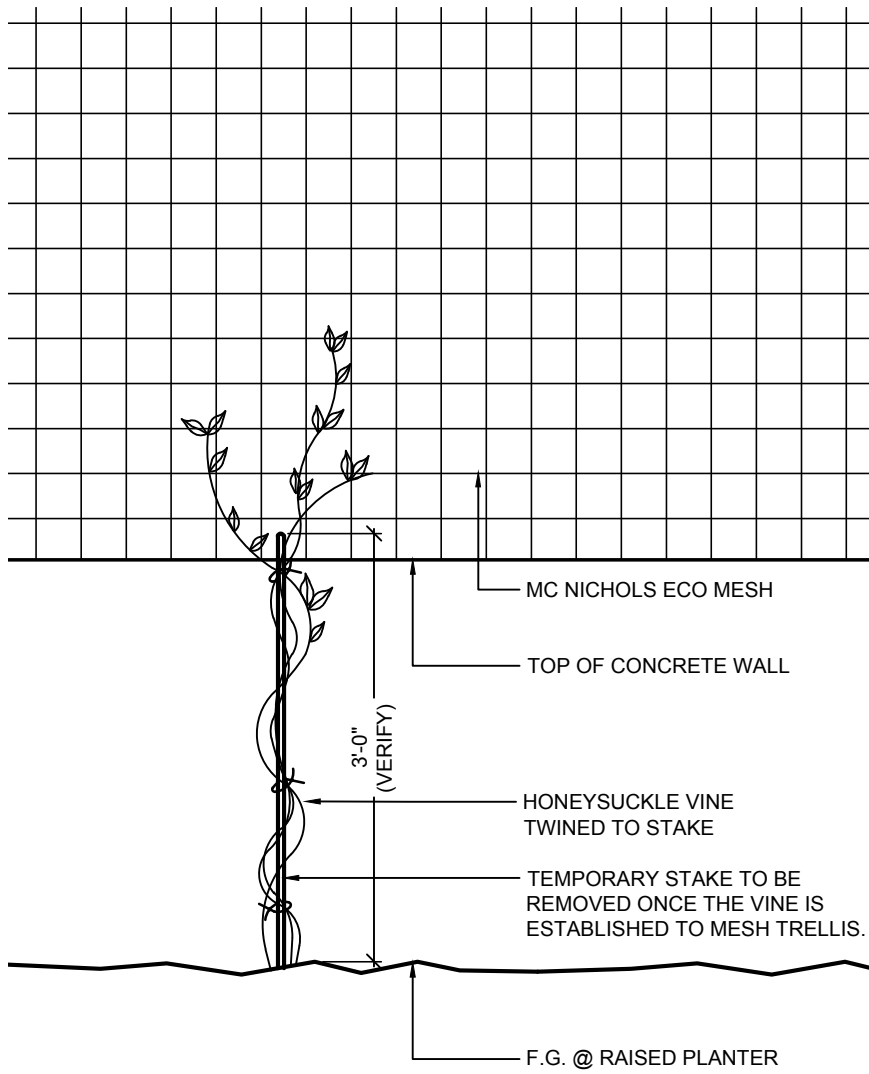 MC NICHOLS ECO MESH
TOP OF CONCRETE WALL
3'-0"
(VERIFY)
HONEYSUCKLE VINE
TWINED TO STAKE
TEMPORARY STAKE TO BE
REMOVED ONCE THE VINE IS
ESTABLISHED TO MESH TRELLIS.
F.G. @ RAISED PLANTER